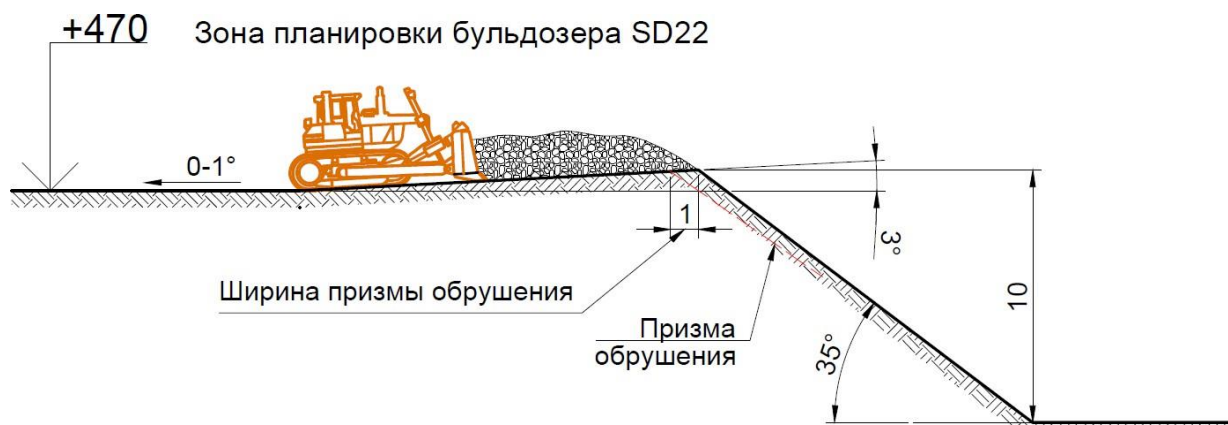 +470
Зона планировки бульдозера SD22
0-1°
1
3°
Ширина призмы обрушения
Призма
обрушения
35°
10